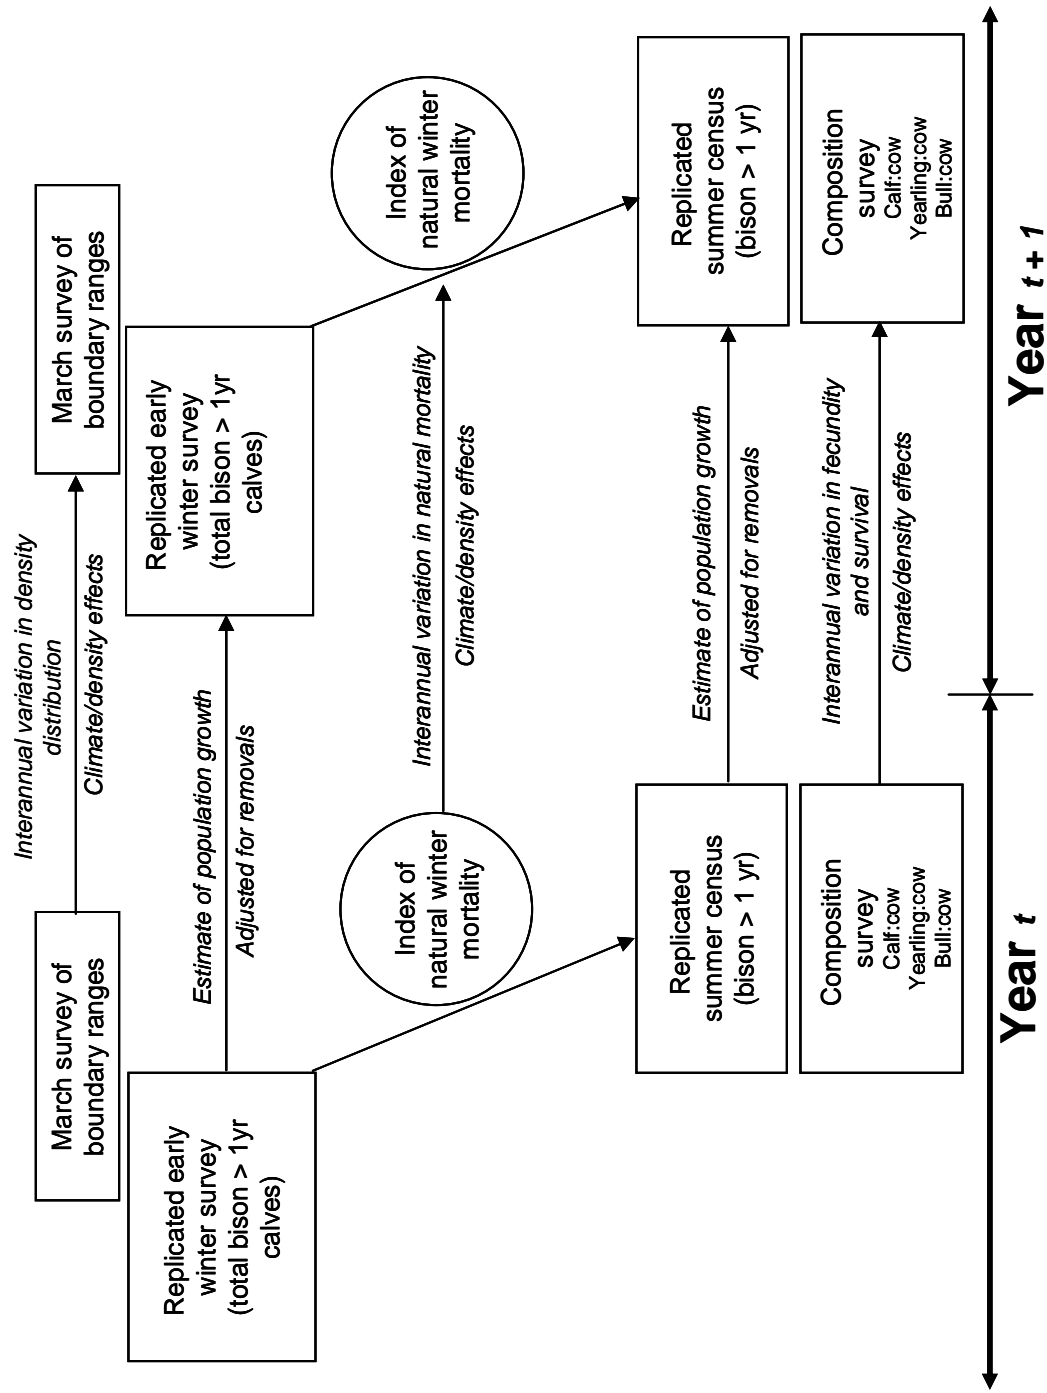 Interannual variation in density
distribution
Climate/density effects
March survey of
boundary ranges
March survey of
boundary ranges
Replicated early
winter survey
(total bison > 1yr
calves)
Estimate of population growth
Adjusted for removals
Replicated early
winter survey
(total bison > 1yr
calves)
Index of
natural winter
mortality
Interannual variation in natural mortality
Climate/density effects
Index of
natural winter
mortality
Replicated
summer census
(bison > 1 yr)
Estimate of population growth
Adjusted for removals
Replicated
summer census
(bison > 1 yr)
Composition
survey
Calf:cow
Yearling:cow
Bull:cow
Interannual variation in fecundity
and survival
Climate/density effects
Composition
survey
Calf:cow
Yearling:cow
Bull:cow
Year t
Year t + 1